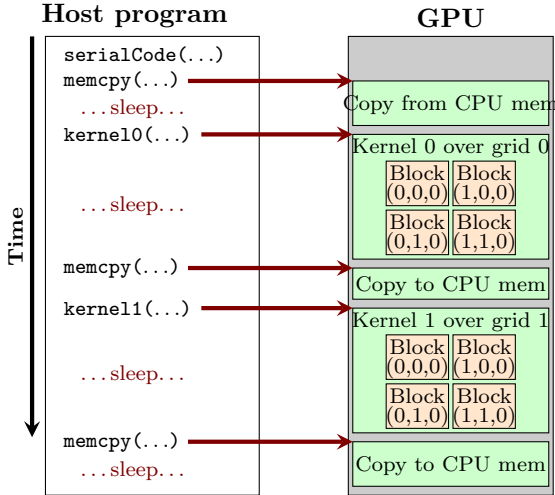 Host program
GPU
Time
serialCode(...)
memcpy(...)
...sleep...
kernel0(...)
...sleep...
memcpy(...)
kernel1(...)
...sleep...
memcpy(...)
...sleep...
Copy from CPU mem
Kernel 0 over grid 0
Block Block
(0,0,0) (1,0,0)
Block Block
(0,1,0) (1,1,0)
Copy to CPU mem
Kernel 1 over grid 1
Block Block
(0,0,0) (1,0,0)
Block Block
(0,1,0) (1,1,0)
Copy to CPU mem